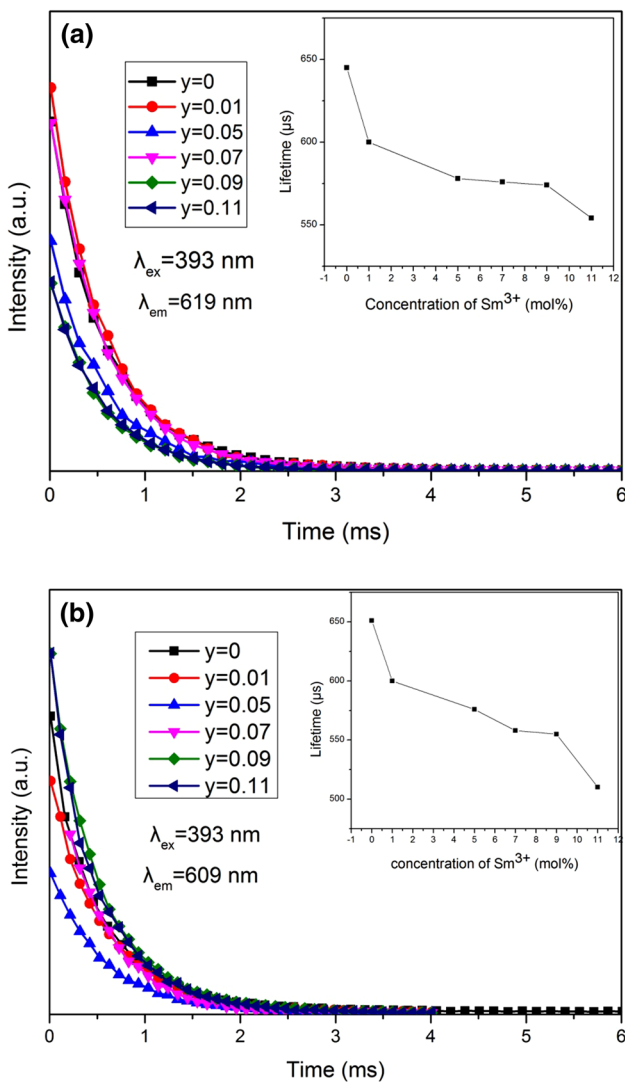 (a)
y=0
y=0.01
y=0.05
y=0.07
y=0.09
y=0.11
λex=393 nm
λem=619 nm
Intensity (a.u.)
0 1 2 3 4 5 6
Time (ms)
Lifetime (µs)
650
600
550
-1 0 1 2 3 4 5 6 7 8 9 10 11 12
Concentration of Sm3+ (mol%)
(b)
y=0
y=0.01
y=0.05
y=0.07
y=0.09
y=0.11
λex=393 nm
λem=609 nm
Intensity (a.u.)
0 1 2 3 4 5 6
Time (ms)
Lifetime (µs)
650
600
550
500
-1 0 1 2 3 4 5 6 7 8 9 10 11 12
concentration of Sm3+ (mol%)